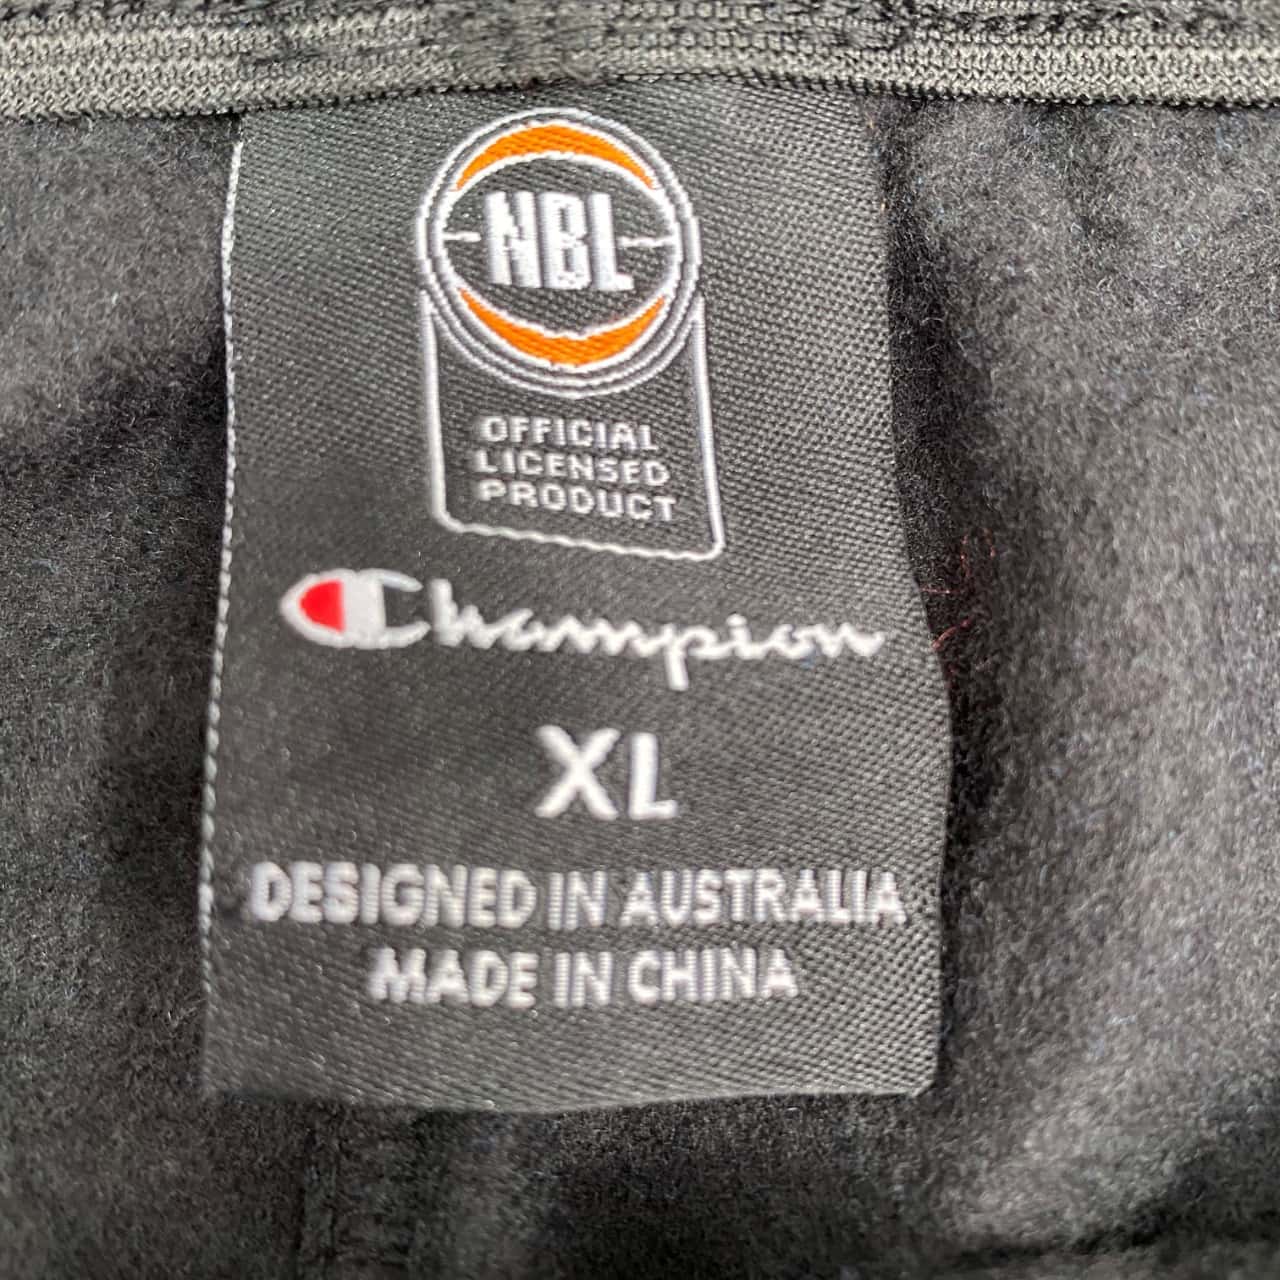 NBL
OFFICIAL
LICENSED
PRODUCT
Champion
XL
DESIGNED IN AUSTRALIA
MADE IN CHINA